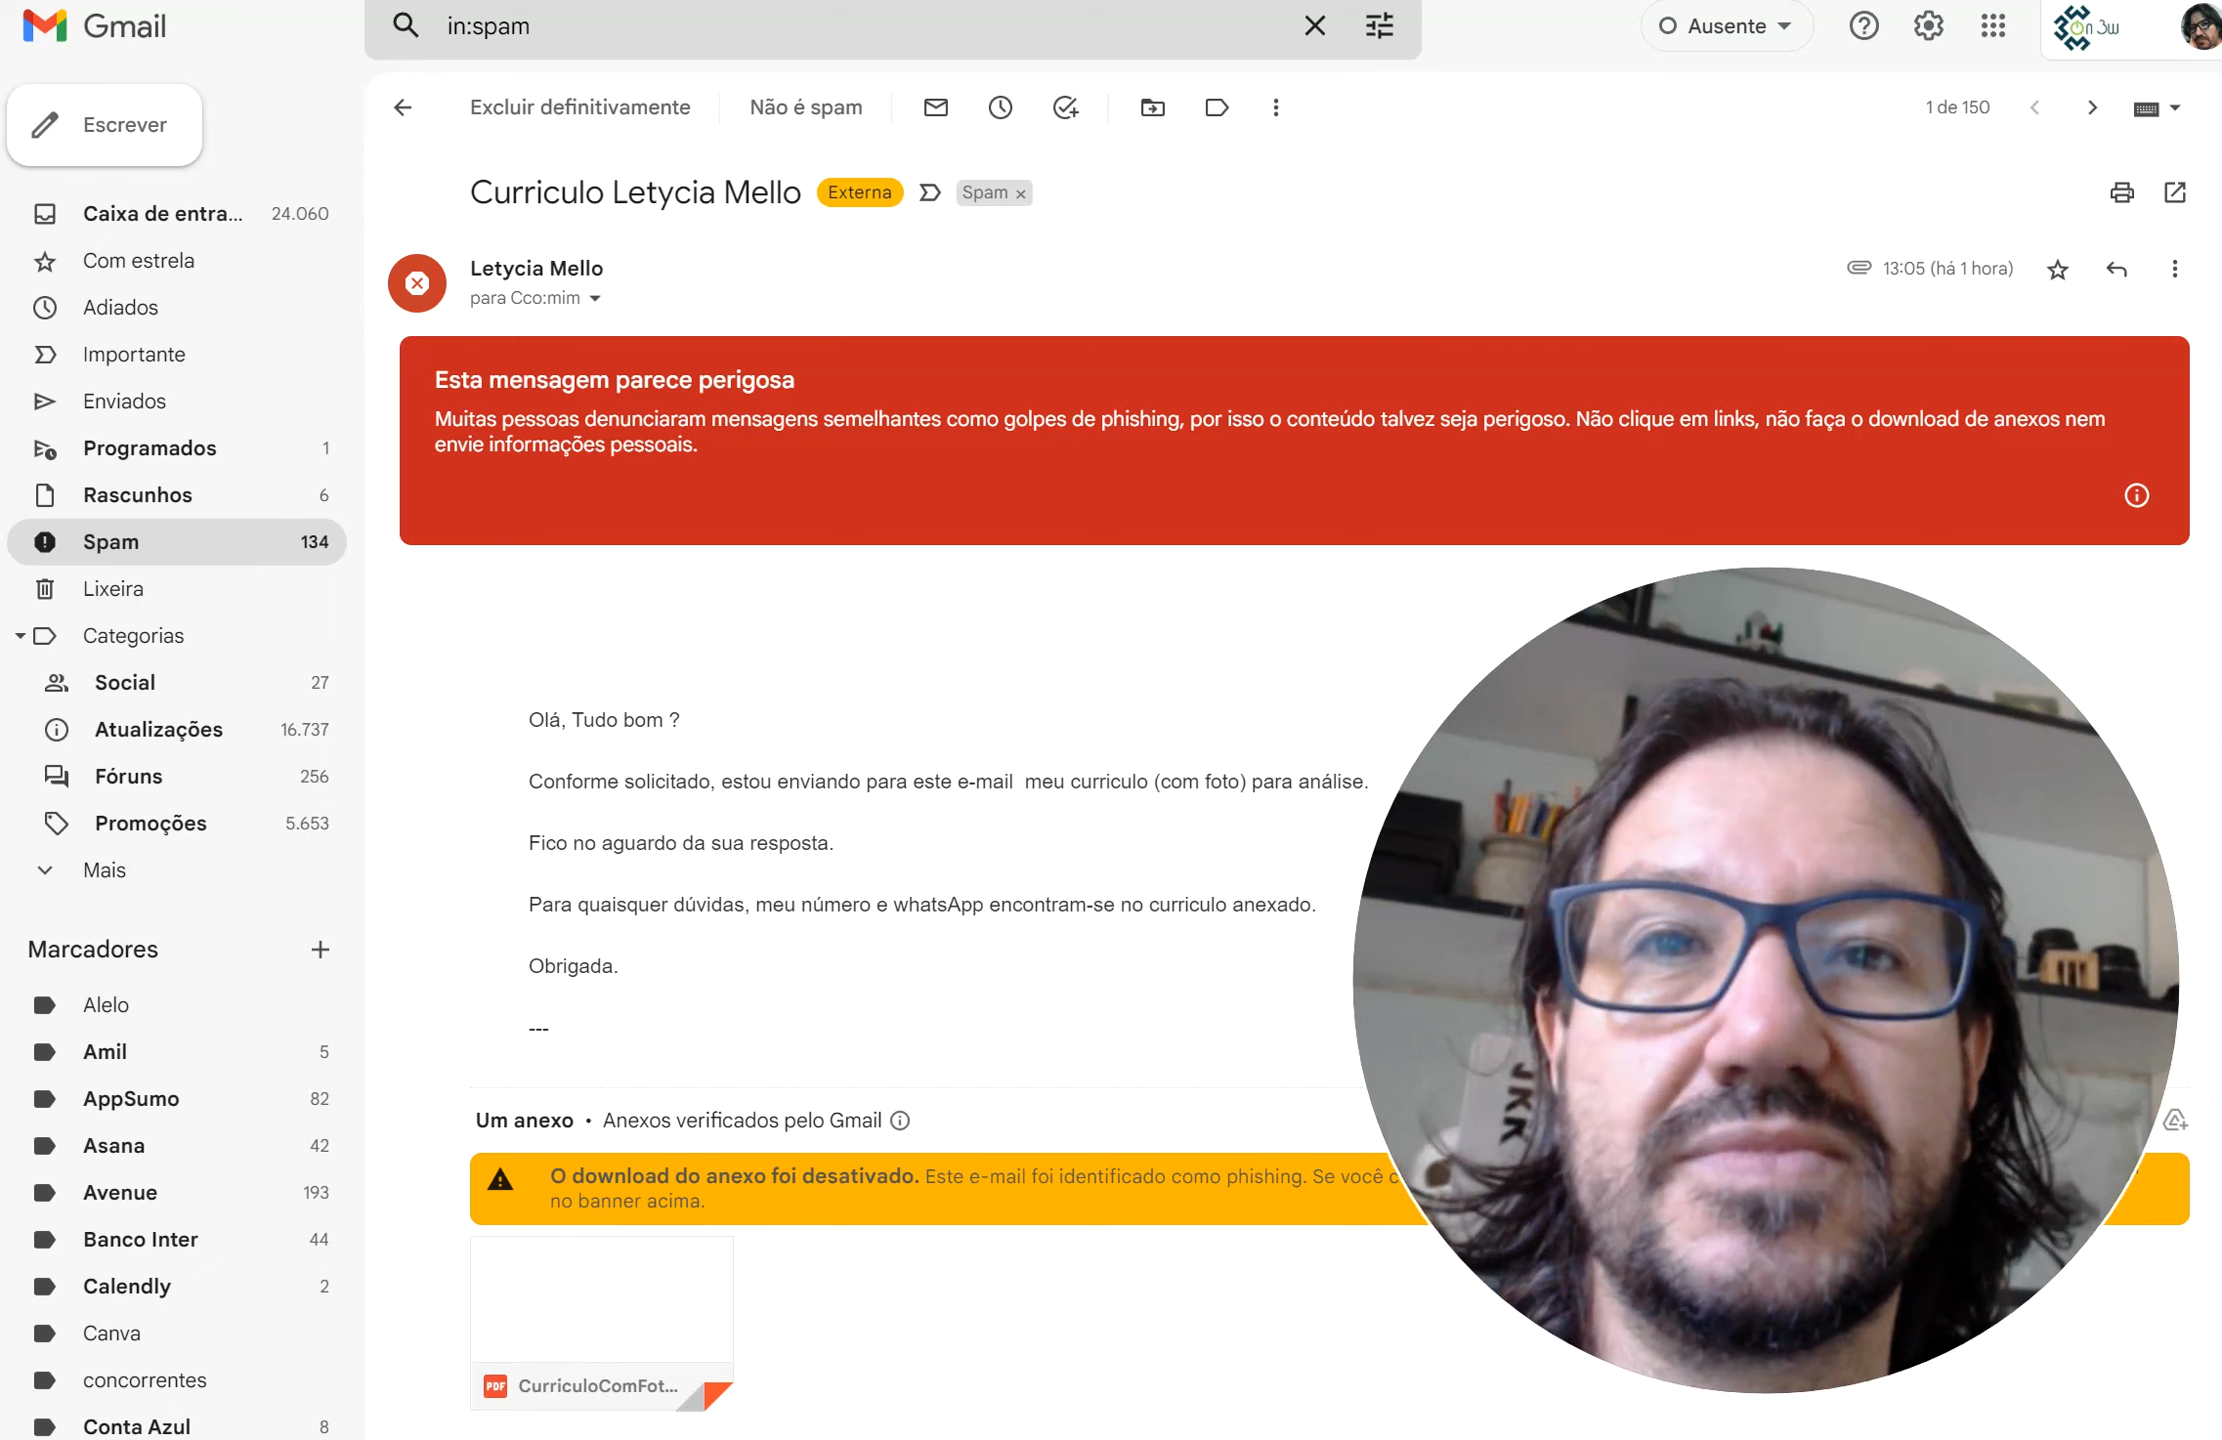 Gmail
in:spam
Ausente
On 3w
Escrever
Excluir definitivamente
Não é spam
1 de 150
Curriculo Letycia Mello
Externa
Spam ×
Letycia Mello
para Cco:mim
13:05 (há 1 hora)
Esta mensagem parece perigosa
Muitas pessoas denunciaram mensagens semelhantes como golpes de phishing, por isso o conteúdo talvez seja perigoso. Não clique em links, não faça o download de anexos nem
envie informações pessoais.
Caixa de entra... 24.060
Com estrela
Adiados
Importante
Enviados
Programados 1
Rascunhos 6
Spam 134
Lixeira
Categorias
Social 27
Atualizações 16.737
Fóruns 256
Promoções 5.653
Mais
Marcadores +
Alelo
Amil 5
AppSumo 82
Asana 42
Avenue 193
Banco Inter 44
Calendly 2
Canva
concorrentes
Conta Azul 8
Olá, Tudo bom ?
Conforme solicitado, estou enviando para este e-mail meu curriculo (com foto) para análise.
Fico no aguardo da sua resposta.
Para quaisquer dúvidas, meu número e whatsApp encontram-se no curriculo anexado.
Obrigada.
---
Um anexo • Anexos verificados pelo Gmail
O download do anexo foi desativado. Este e-mail foi identificado como phishing. Se você
no banner acima.
PDF CurriculoComFot...
JKK